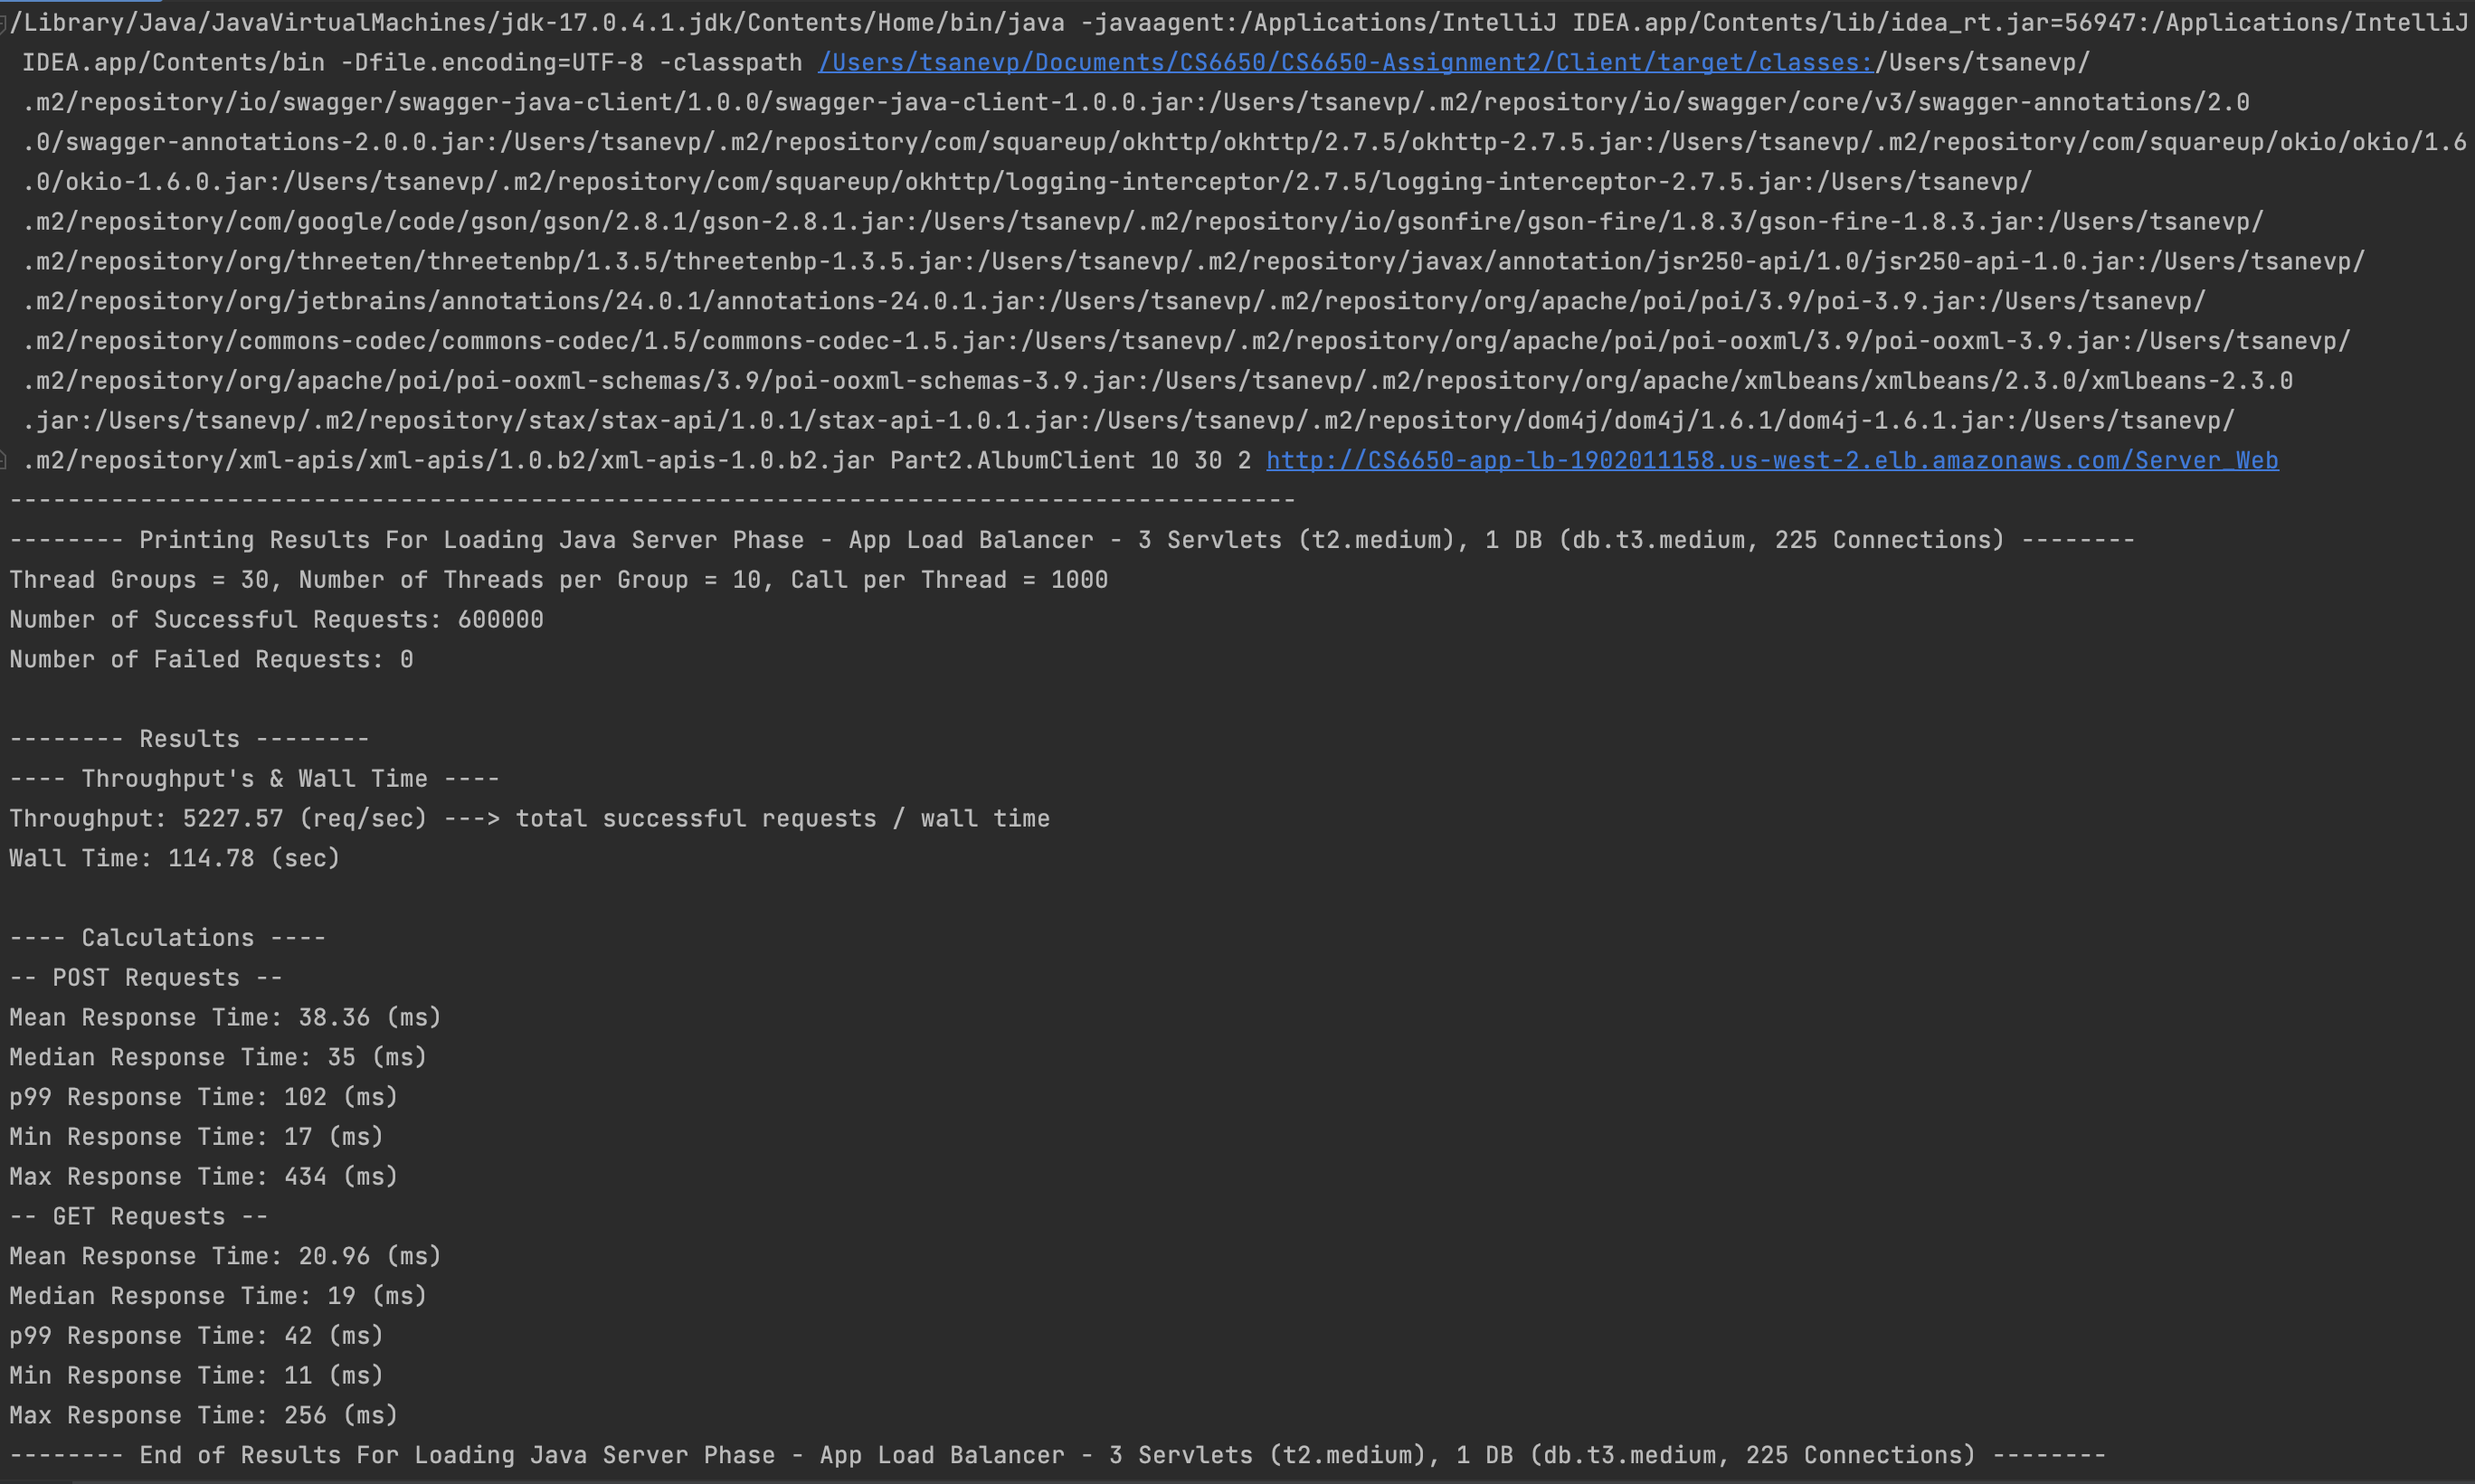 /Library/Java/JavaVirtualMachines/jdk-17.0.4.1.jdk/Contents/Home/bin/java -javaagent:/Applications/IntelliJ IDEA.app/Contents/lib/idea_rt.jar=56947:/Applications/IntelliJ
IDEA.app/Contents/bin -Dfile.encoding=UTF-8 -classpath /Users/tsanevp/Documents/CS6650/CS6650-Assignment2/Client/target/classes:/Users/tsanevp/
.m2/repository/io/swagger/swagger-java-client/1.0.0/swagger-java-client-1.0.0.jar:/Users/tsanevp/.m2/repository/io/swagger/core/v3/swagger-annotations/2.0
.0/swagger-annotations-2.0.0.jar:/Users/tsanevp/.m2/repository/com/squareup/okhttp/okhttp/2.7.5/okhttp-2.7.5.jar:/Users/tsanevp/.m2/repository/com/squareup/okio/okio/1.6
.0/okio-1.6.0.jar:/Users/tsanevp/.m2/repository/com/squareup/okhttp/logging-interceptor/2.7.5/logging-interceptor-2.7.5.jar:/Users/tsanevp/
.m2/repository/com/google/code/gson/gson/2.8.1/gson-2.8.1.jar:/Users/tsanevp/.m2/repository/io/gsonfire/gson-fire/1.8.3/gson-fire-1.8.3.jar:/Users/tsanevp/
.m2/repository/org/threeten/threetenbp/1.3.5/threetenbp-1.3.5.jar:/Users/tsanevp/.m2/repository/javax/annotation/jsr250-api/1.0/jsr250-api-1.0.jar:/Users/tsanevp/
.m2/repository/org/jetbrains/annotations/24.0.1/annotations-24.0.1.jar:/Users/tsanevp/.m2/repository/org/apache/poi/poi/3.9/poi-3.9.jar:/Users/tsanevp/
.m2/repository/commons-codec/commons-codec/1.5/commons-codec-1.5.jar:/Users/tsanevp/.m2/repository/org/apache/poi/poi-ooxml/3.9/poi-ooxml-3.9.jar:/Users/tsanevp/
.m2/repository/org/apache/poi/poi-ooxml-schemas/3.9/poi-ooxml-schemas-3.9.jar:/Users/tsanevp/.m2/repository/org/apache/xmlbeans/xmlbeans/2.3.0/xmlbeans-2.3.0
.jar:/Users/tsanevp/.m2/repository/stax/stax-api/1.0.1/stax-api-1.0.1.jar:/Users/tsanevp/.m2/repository/dom4j/dom4j/1.6.1/dom4j-1.6.1.jar:/Users/tsanevp/
.m2/repository/xml-apis/xml-apis/1.0.b2/xml-apis-1.0.b2.jar Part2.AlbumClient 10 30 2 http://CS6650-app-lb-1902011158.us-west-2.elb.amazonaws.com/Server_Web
-----------------------------------------------------------------------------------------
-------- Printing Results For Loading Java Server Phase - App Load Balancer - 3 Servlets (t2.medium), 1 DB (db.t3.medium, 225 Connections) --------
Thread Groups = 30, Number of Threads per Group = 10, Call per Thread = 1000
Number of Successful Requests: 600000
Number of Failed Requests: 0
-------- Results --------
---- Throughput's & Wall Time ----
Throughput: 5227.57 (req/sec) ---> total successful requests / wall time
Wall Time: 114.78 (sec)
---- Calculations ----
-- POST Requests --
Mean Response Time: 38.36 (ms)
Median Response Time: 35 (ms)
p99 Response Time: 102 (ms)
Min Response Time: 17 (ms)
Max Response Time: 434 (ms)
-- GET Requests --
Mean Response Time: 20.96 (ms)
Median Response Time: 19 (ms)
p99 Response Time: 42 (ms)
Min Response Time: 11 (ms)
Max Response Time: 256 (ms)
-------- End of Results For Loading Java Server Phase - App Load Balancer - 3 Servlets (t2.medium), 1 DB (db.t3.medium, 225 Connections) --------